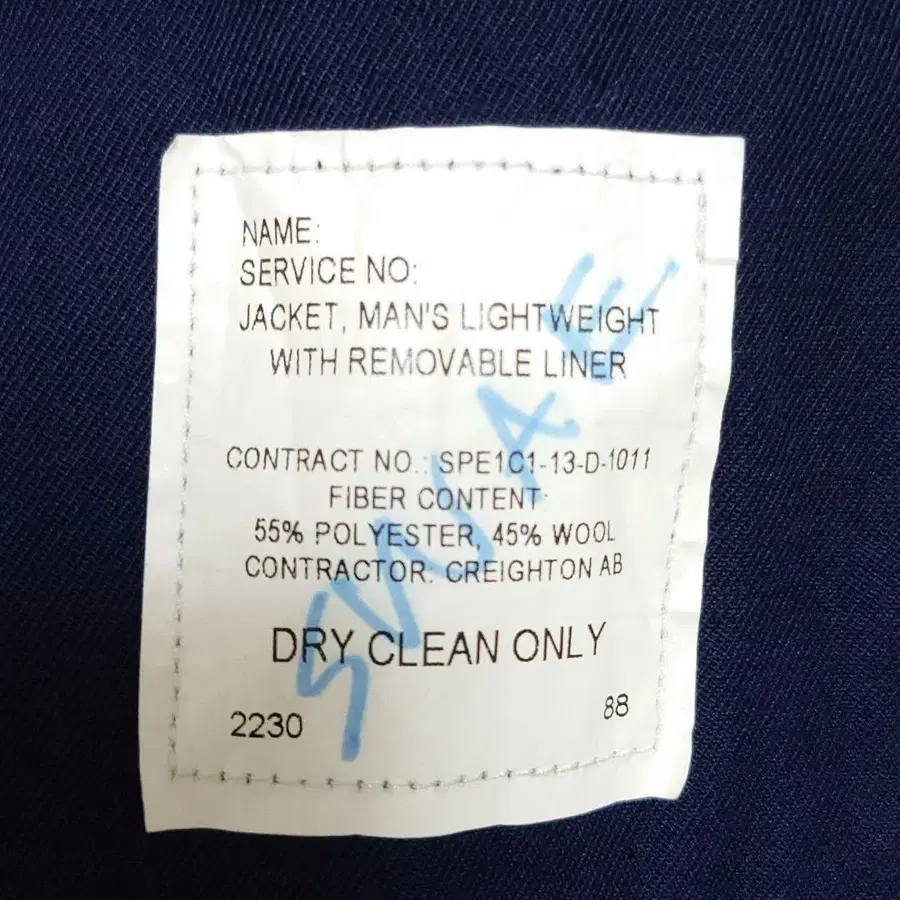 NAME:
SERVICE NO:
JACKET, MAN'S LIGHTWEIGHT
WITH REMOVABLE LINER
CONTRACT NO.: SPE1C1-13-D-1011
FIBER CONTENT:
55% POLYESTER, 45% WOOL
CONTRACTOR: CREIGHTON AB
DRY CLEAN ONLY
2230 88